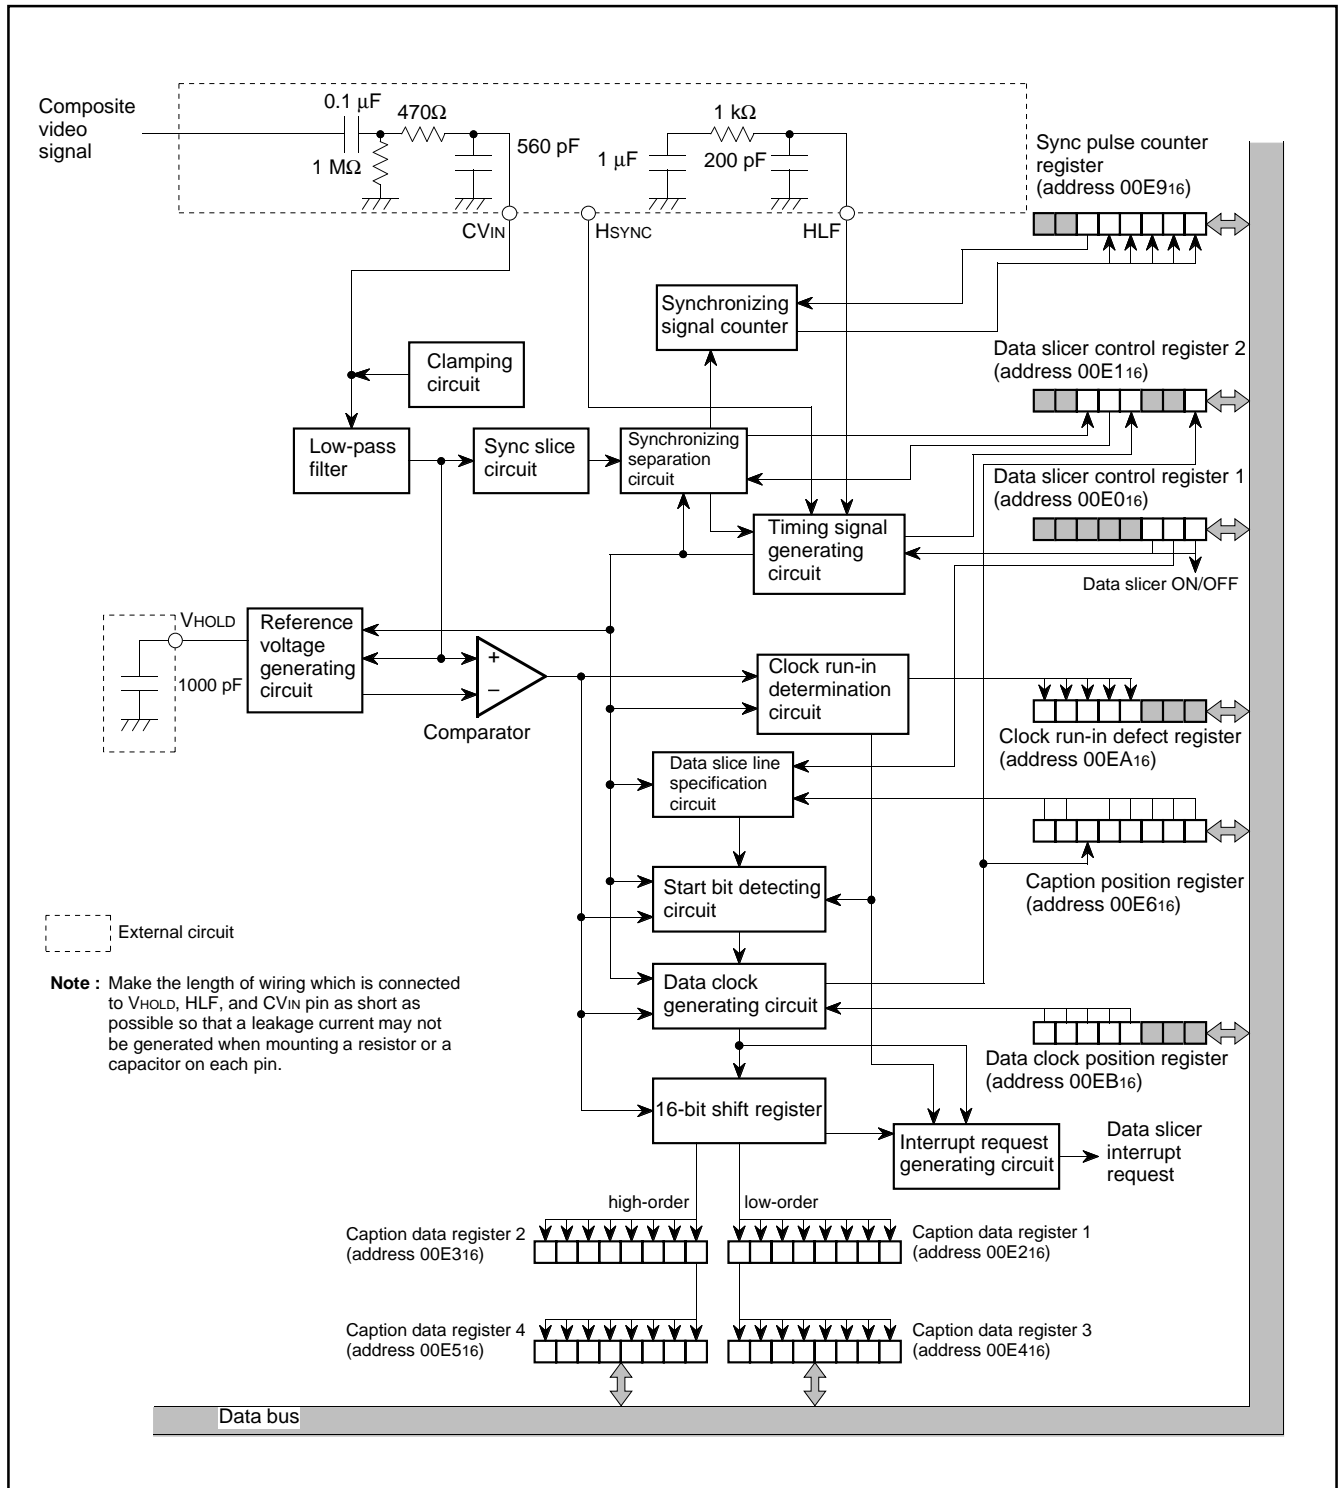 Composite
video
signal
0.1 μF
470Ω
1 MΩ
560 pF
1 kΩ
1 μF
200 pF
CVIN
HSYNC
HLF
Sync pulse counter
register
(address 00E916)
Synchronizing
signal counter
Data slicer control register 2
(address 00E116)
Clamping
circuit
Low-pass
filter
Sync slice
circuit
Synchronizing
separation
circuit
Data slicer control register 1
(address 00E016)
Timing signal
generating
circuit
Data slicer ON/OFF
VHOLD
1000 pF
Reference
voltage
generating
circuit
+
−
Comparator
Clock run-in
determination
circuit
Clock run-in defect register
(address 00EA16)
Data slice line
specification
circuit
Start bit detecting
circuit
Caption position register
(address 00E616)
External circuit
Note : Make the length of wiring which is connected
to VHOLD, HLF, and CVIN pin as short as
possible so that a leakage current may not
be generated when mounting a resistor or a
capacitor on each pin.
Data clock
generating circuit
Data clock position register
(address 00EB16)
16-bit shift register
Interrupt request
generating circuit
Data slicer
interrupt
request
high-order
low-order
Caption data register 2
(address 00E316)
Caption data register 1
(address 00E216)
Caption data register 4
(address 00E516)
Caption data register 3
(address 00E416)
Data bus